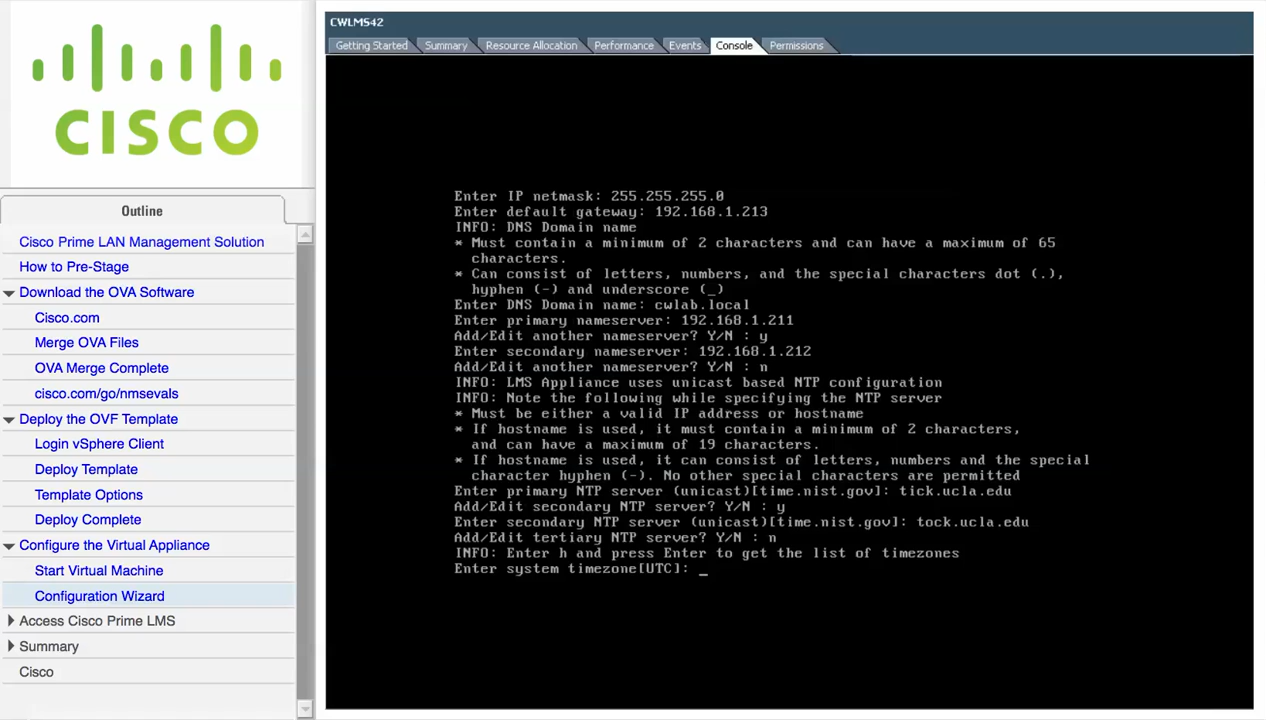 CISCO
Outline
Cisco Prime LAN Management Solution
How to Pre-Stage
Download the OVA Software
Cisco.com
Merge OVA Files
OVA Merge Complete
cisco.com/go/nmsevals
Deploy the OVF Template
Login vSphere Client
Deploy Template
Template Options
Deploy Complete
Configure the Virtual Appliance
Start Virtual Machine
Configuration Wizard
Access Cisco Prime LMS
Summary
Cisco
CWLMS42
Getting Started Summary Resource Allocation Performance Events Console Permissions
Enter IP netmask: 255.255.255.0
Enter default gateway: 192.168.1.213
INFO: DNS Domain name
* Must contain a minimum of 2 characters and can have a maximum of 65
characters.
* Can consist of letters, numbers, and the special characters dot (.),
hyphen (-) and underscore (_)
Enter DNS Domain name: cwlab.local
Enter primary nameserver: 192.168.1.211
Add/Edit another nameserver? Y/N : y
Enter secondary nameserver: 192.168.1.212
Add/Edit another nameserver? Y/N : n
INFO: LMS Appliance uses unicast based NTP configuration
INFO: Note the following while specifying the NTP server
* Must be either a valid IP address or hostname
* If hostname is used, it must contain a minimum of 2 characters,
and can have a maximum of 19 characters.
* If hostname is used, it can consist of letters, numbers and the special
character hyphen (-). No other special characters are permitted
Enter primary NTP server (unicast)[time.nist.gov]: tick.ucla.edu
Add/Edit secondary NTP server? Y/N : y
Enter secondary NTP server (unicast)[time.nist.gov]: tock.ucla.edu
Add/Edit tertiary NTP server? Y/N : n
INFO: Enter h and press Enter to get the list of timezones
Enter system timezone[UTC]: _